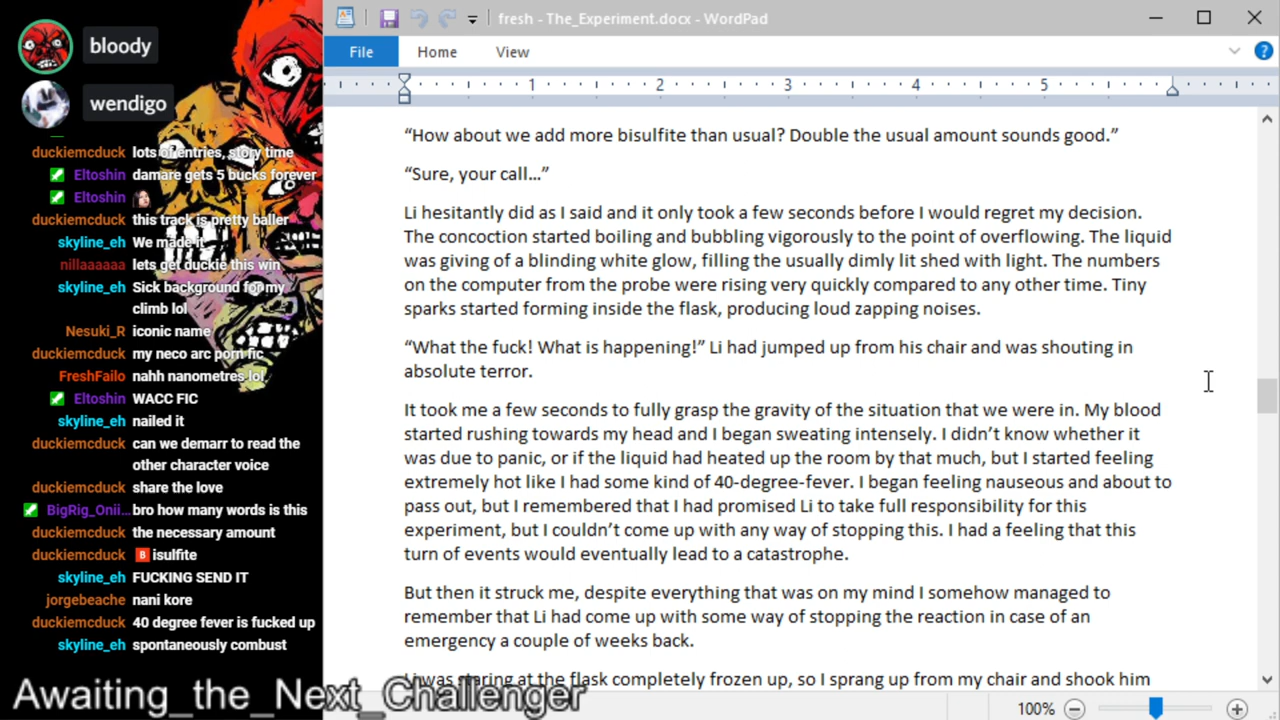 bloody
wendigo
duckiemcduck lots of entries, story time
Eltoshin damare gets 5 bucks forever
Eltoshin
duckiemcduck this track is pretty baller
skyline_eh We made it
nillaaaaaa lets get duckie this win
skyline_eh Sick background for my
climb lol
Nesuki_R iconic name
duckiemcduck my neco arc porn fic
FreshFailo nahh nanometres lol
Eltoshin WACC FIC
skyline_eh nailed it
duckiemcduck can we demarr to read the
other character voice
duckiemcduck share the love
BigRig_Onii... bro how many words is this
duckiemcduck the necessary amount
duckiemcduck B isulfite
skyline_eh FUCKING SEND IT
jorgebeache nani kore
duckiemcduck 40 degree fever is fucked up
skyline_eh spontaneously combust
Awaiting_the_Next_Challenger
fresh - The_Experiment.docx - WordPad
File Home View
1 2 3 4 5
“How about we add more bisulfite than usual? Double the usual amount sounds good.”
“Sure, your call…”
Li hesitantly did as I said and it only took a few seconds before I would regret my decision.
The concoction started boiling and bubbling vigorously to the point of overflowing. The liquid
was giving of a blinding white glow, filling the usually dimly lit shed with light. The numbers
on the computer from the probe were rising very quickly compared to any other time. Tiny
sparks started forming inside the flask, producing loud zapping noises.
“What the fuck! What is happening!” Li had jumped up from his chair and was shouting in
absolute terror.
It took me a few seconds to fully grasp the gravity of the situation that we were in. My blood
started rushing towards my head and I began sweating intensely. I didn’t know whether it
was due to panic, or if the liquid had heated up the room by that much, but I started feeling
extremely hot like I had some kind of 40-degree-fever. I began feeling nauseous and about to
pass out, but I remembered that I had promised Li to take full responsibility for this
experiment, but I couldn’t come up with any way of stopping this. I had a feeling that this
turn of events would eventually lead to a catastrophe.
But then it struck me, despite everything that was on my mind I somehow managed to
remember that Li had come up with some way of stopping the reaction in case of an
emergency a couple of weeks back.
Li was staring at the flask completely frozen up, so I sprang up from my chair and shook him
100%